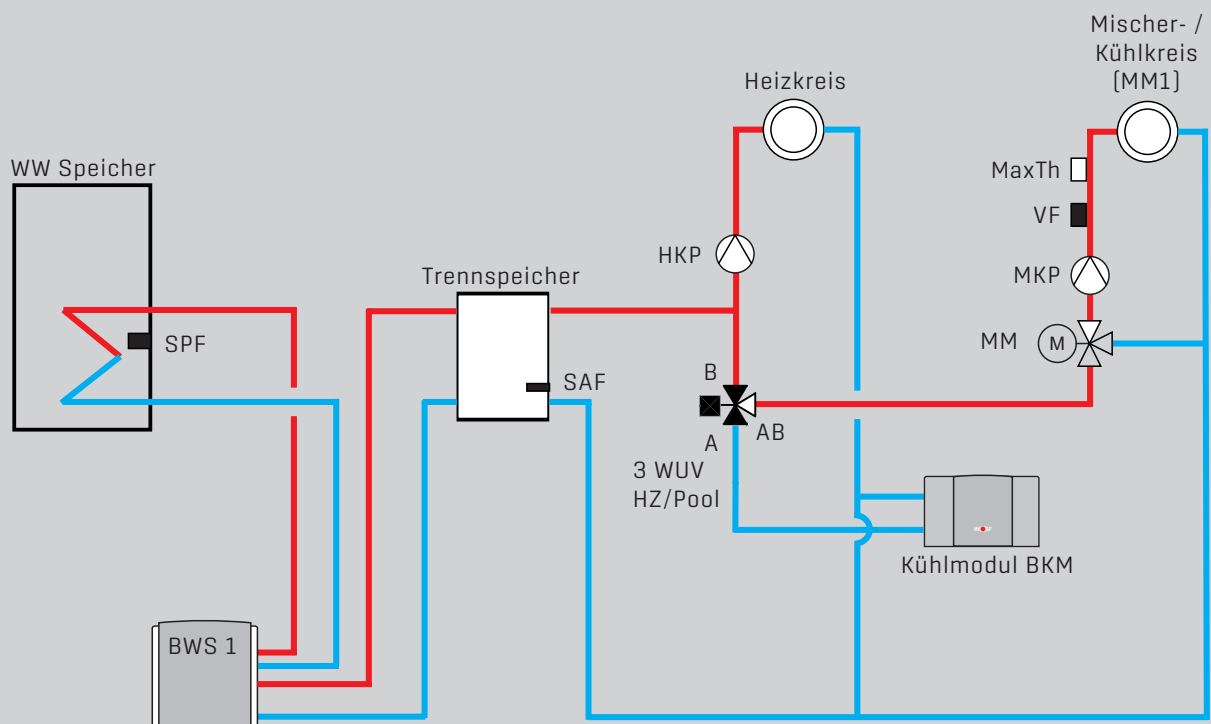 Mischer- /
Kühlkreis
(MM1)
Heizkreis
WW Speicher
MaxTh
VF
HKP
MKP
Trennspeicher
SPF
MM
M
SAF
B
A
AB
3 WUV
HZ/Pool
Kühlmodul BKM
BWS 1